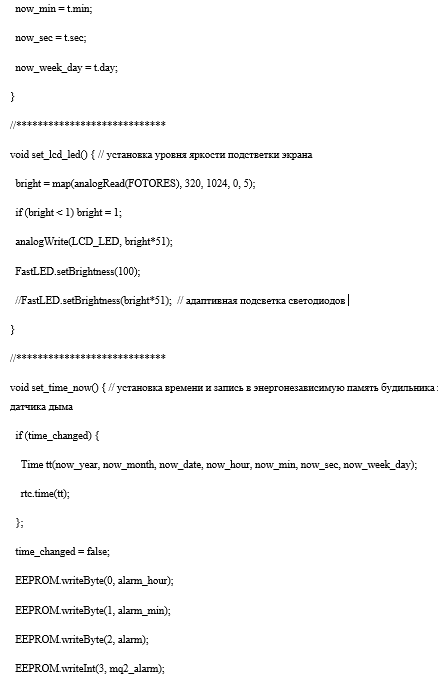 now_min = t.min;
now_sec = t.sec;
now_week_day = t.day;
}
//****************************
void set_lcd_led() { // установка уровня яркости подстветки экрана
bright = map(analogRead(FOTORES), 320, 1024, 0, 5);
if (bright < 1) bright = 1;
analogWrite(LCD_LED, bright*51);
FastLED.setBrightness(100);
//FastLED.setBrightness(bright*51); // адаптивная подсветка светодиодов
}
//****************************
void set_time_now() { // установка времени и запись в энергонезависимую память будильника
датчика дыма
if (time_changed) {
Time tt(now_year, now_month, now_date, now_hour, now_min, now_sec, now_week_day);
rtc.time(tt);
};
time_changed = false;
EEPROM.writeByte(0, alarm_hour);
EEPROM.writeByte(1, alarm_min);
EEPROM.writeByte(2, alarm);
EEPROM.writeInt(3, mq2_alarm);